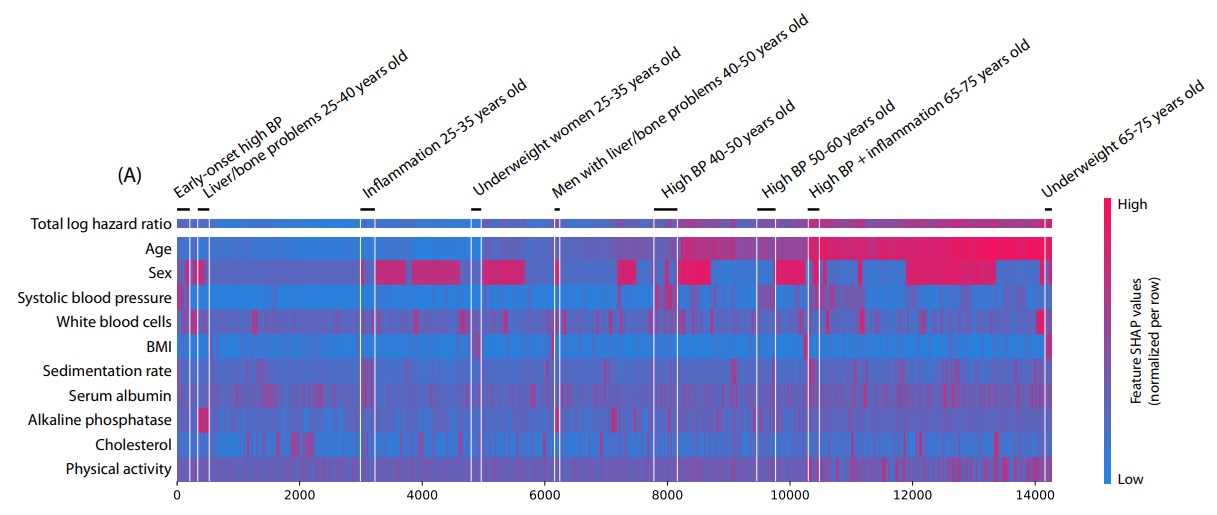 (A)
Early-onset high BP
Liver/bone problems 25-40 years old
Inflammation 25-35 years old
Underweight women 25-35 years old
Men with liver/bone problems 40-50 years old
High BP 40-50 years old
High BP 50-60 years old
High BP + inflammation 65-75 years old
Underweight 65-75 years old
Total log hazard ratio
Age
Sex
Systolic blood pressure
White blood cells
BMI
Sedimentation rate
Serum albumin
Alkaline phosphatase
Cholesterol
Physical activity
0 2000 4000 6000 8000 10000 12000 14000
High
Feature SHAP values
(normalized per row)
Low